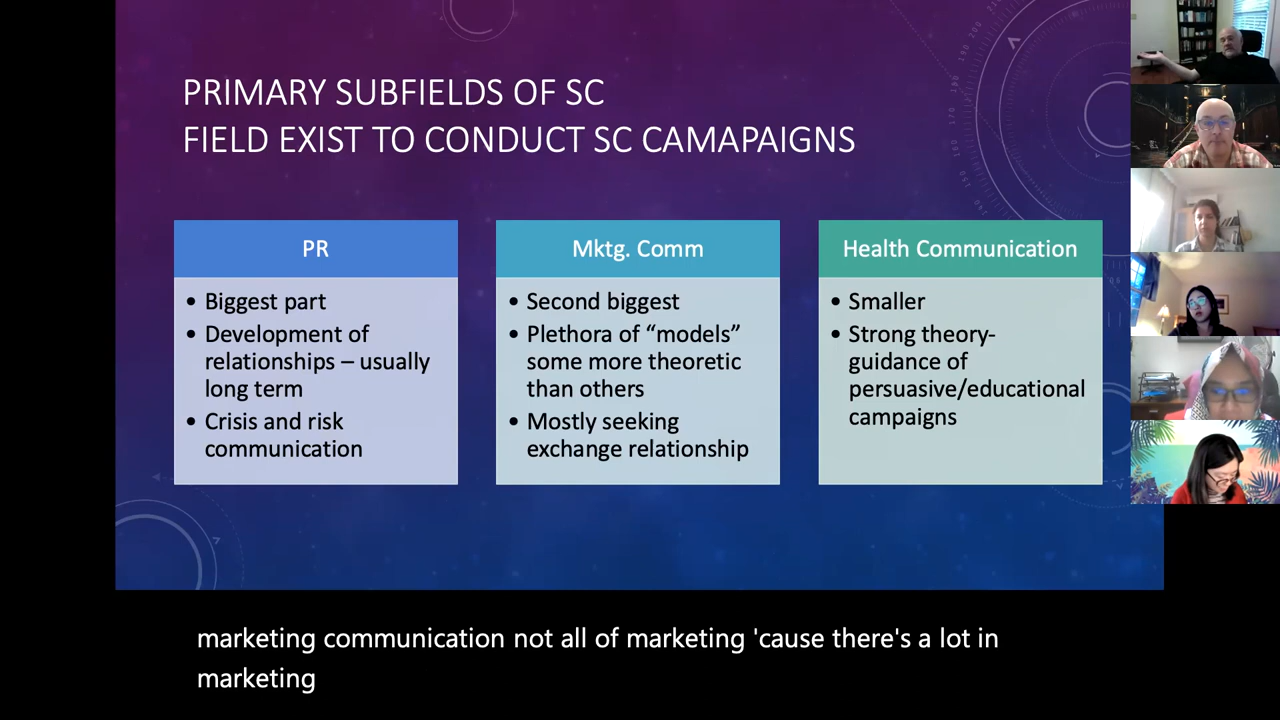 PRIMARY SUBFIELDS OF SC
FIELD EXIST TO CONDUCT SC CAMAPAIGNS
PR
• Biggest part
• Development of
relationships – usually
long term
• Crisis and risk
communication
Mktg. Comm
• Second biggest
• Plethora of “models”
some more theoretic
than others
• Mostly seeking
exchange relationship
Health Communication
• Smaller
• Strong theory-
guidance of
persuasive/educational
campaigns
marketing communication not all of marketing 'cause there's a lot in
marketing